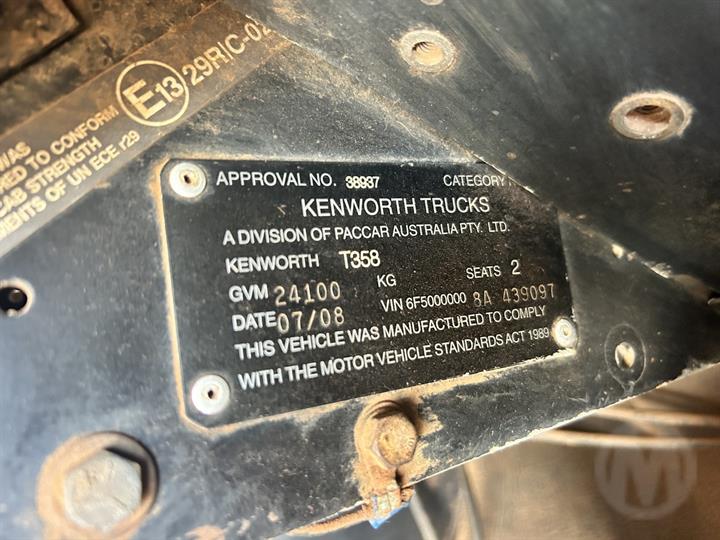 WAS
RED TO CONFORM
CAB STRENGTH
MENTS OF UN ECE r29
E13
29R|C-02
APPROVAL NO. 38937 CATEGORY
KENWORTH TRUCKS
A DIVISION OF PACCAR AUSTRALIA PTY. LTD.
KENWORTH T358
GVM 24100 KG SEATS 2
DATE 07/08 VIN 6F5000000 8A 439097
THIS VEHICLE WAS MANUFACTURED TO COMPLY
WITH THE MOTOR VEHICLE STANDARDS ACT 1989
M